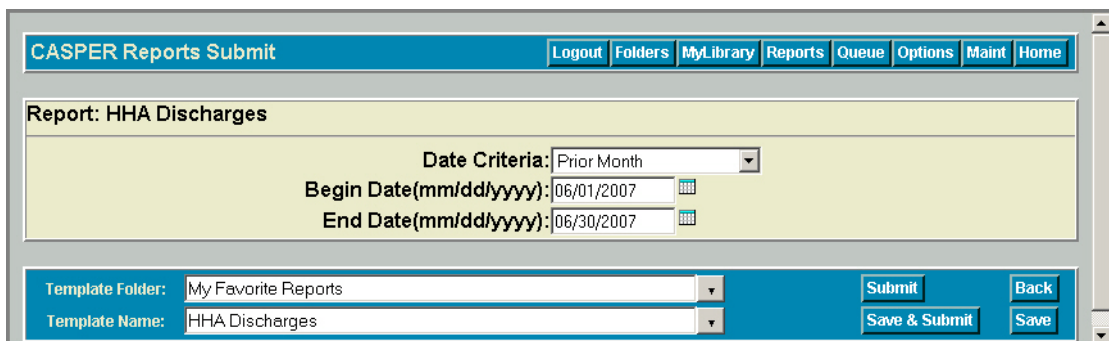 CASPER Reports Submit Logout Folders MyLibrary Reports Queue Options Maint Home
Report: HHA Discharges
Date Criteria: Prior Month
Begin Date(mm/dd/yyyy): 06/01/2007
End Date(mm/dd/yyyy): 06/30/2007
Template Folder: My Favorite Reports Submit Back
Template Name: HHA Discharges Save & Submit Save